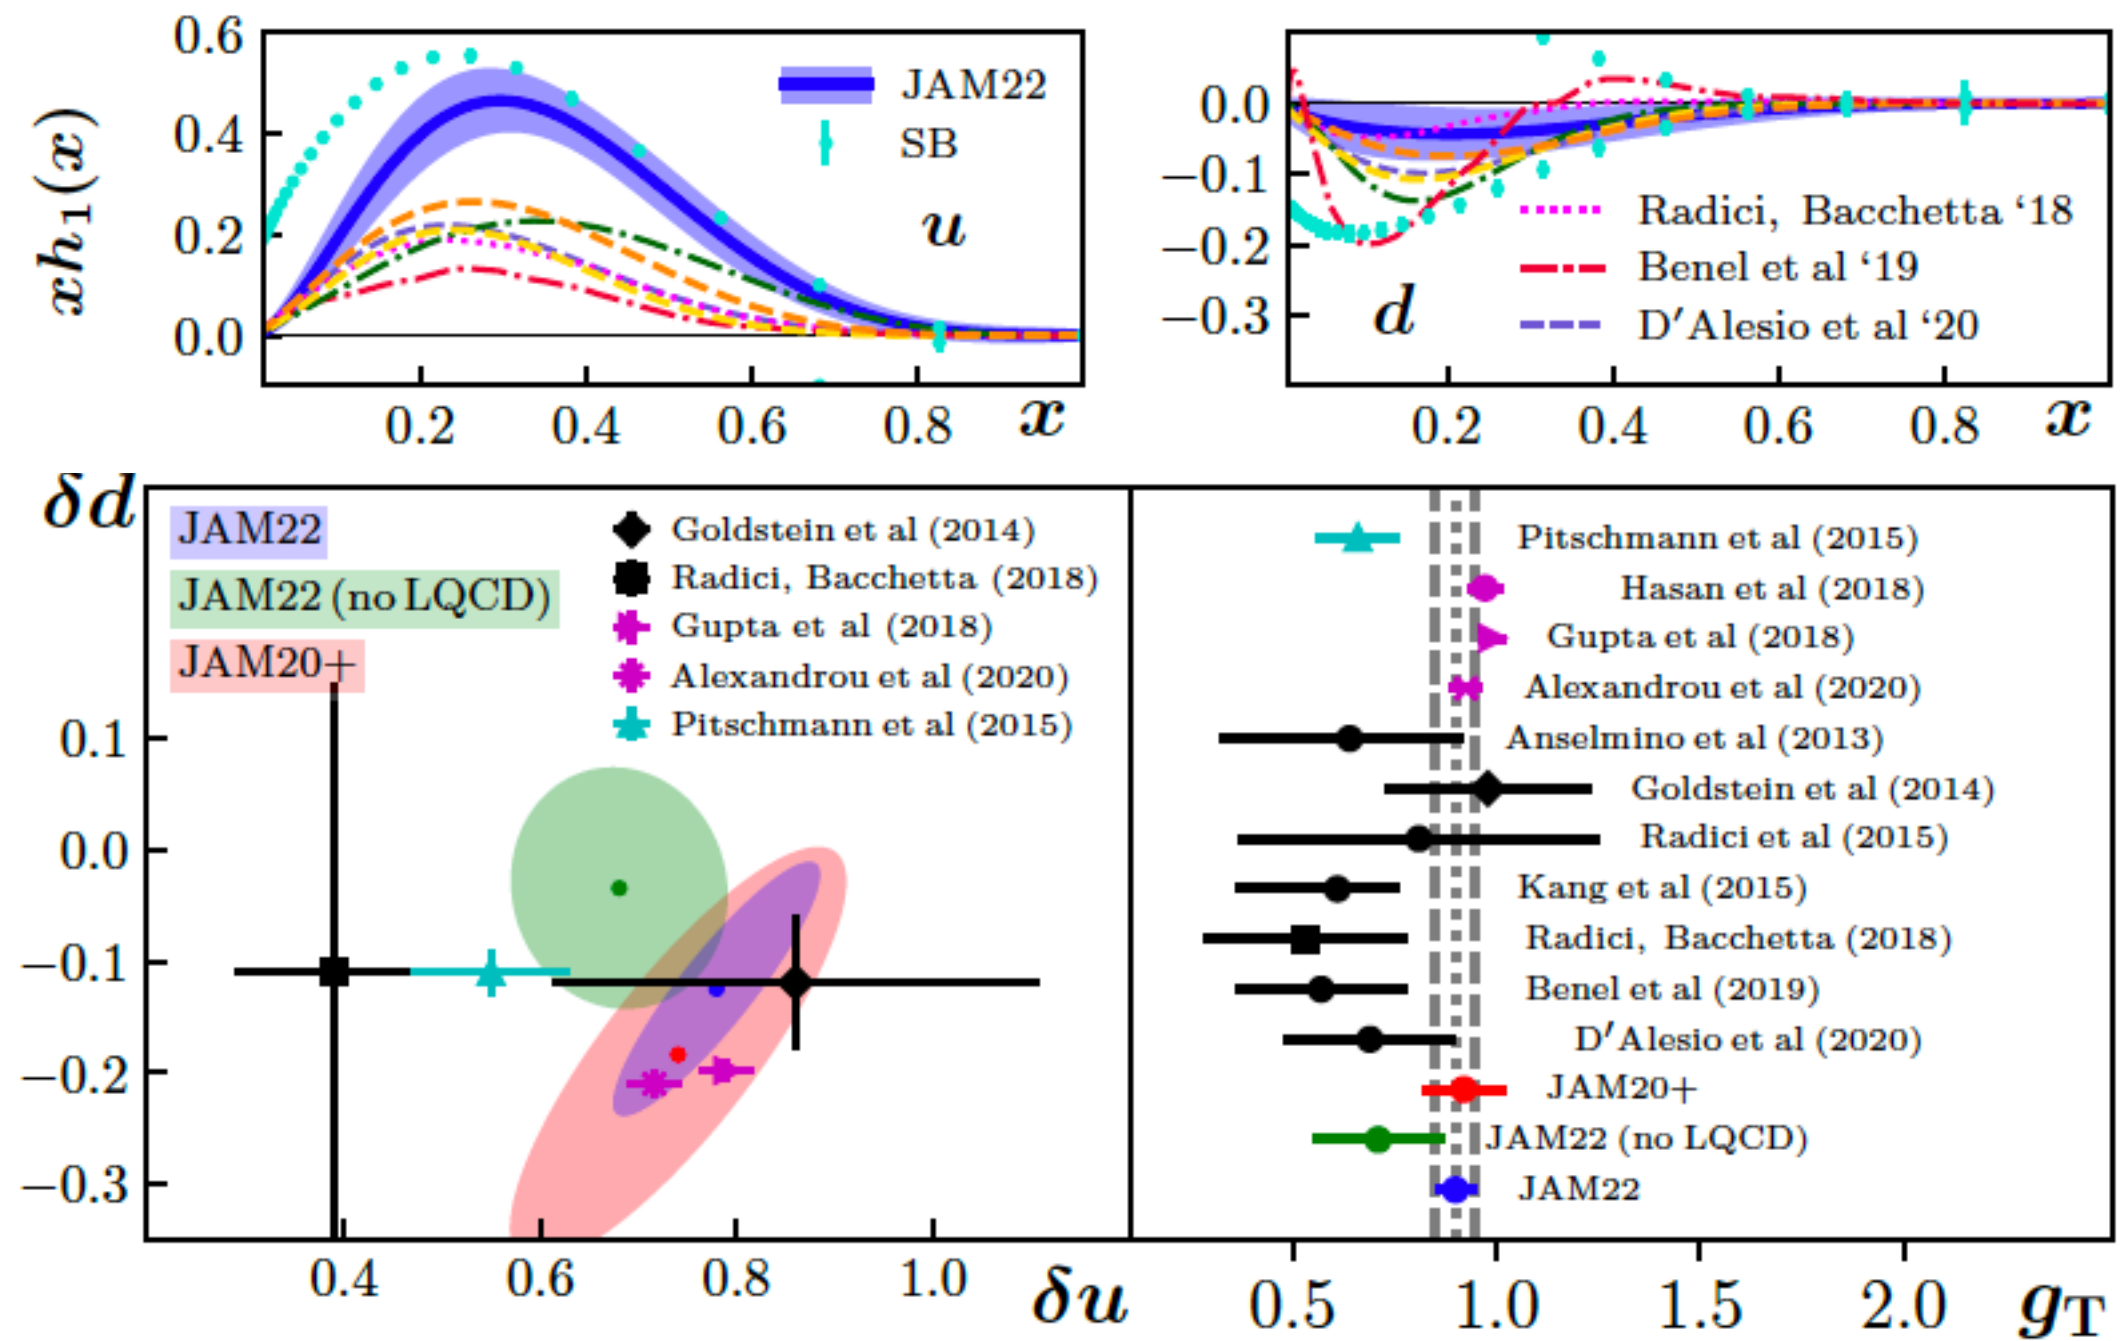 xh₁(x)
0.6
0.4
0.2
0.0
0.2 0.4 0.6 0.8 x
JAM22
SB
u
0.0
−0.1
−0.2
−0.3
0.2 0.4 0.6 0.8 x
d
Radici, Bacchetta ‘18
Benel et al ‘19
D′Alesio et al ‘20
δd
JAM22
JAM22 (no LQCD)
JAM20+
Goldstein et al (2014)
Radici, Bacchetta (2018)
Gupta et al (2018)
Alexandrou et al (2020)
Pitschmann et al (2015)
0.1
0.0
−0.1
−0.2
−0.3
0.4 0.6 0.8 1.0 δu
Pitschmann et al (2015)
Hasan et al (2018)
Gupta et al (2018)
Alexandrou et al (2020)
Anselmino et al (2013)
Goldstein et al (2014)
Radici et al (2015)
Kang et al (2015)
Radici, Bacchetta (2018)
Benel et al (2019)
D′Alesio et al (2020)
JAM20+
JAM22 (no LQCD)
JAM22
0.5 1.0 1.5 2.0 g_T